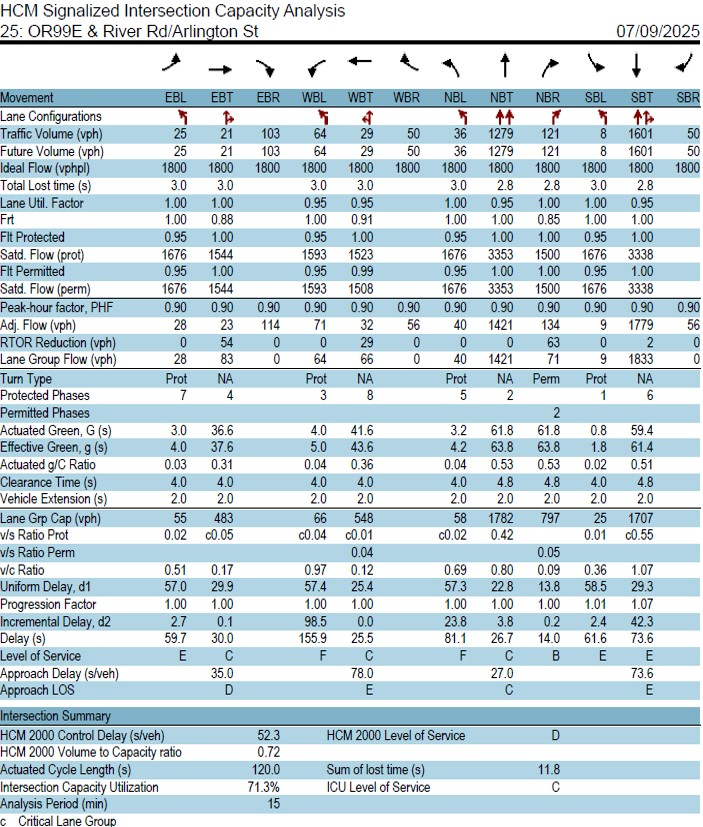 HCM Signalized Intersection Capacity Analysis
25: OR99E & River Rd/Arlington St 07/09/2025
Movement EBL EBT EBR WBL WBT WBR NBL NBT NBR SBL SBT SBR
Lane Configurations
Traffic Volume (vph) 25 21 103 64 29 50 36 1279 121 8 1601 50
Future Volume (vph) 25 21 103 64 29 50 36 1279 121 8 1601 50
Ideal Flow (vphpl) 1800 1800 1800 1800 1800 1800 1800 1800 1800 1800 1800 1800
Total Lost time (s) 3.0 3.0 3.0 3.0 3.0 2.8 2.8 3.0 2.8
Lane Util. Factor 1.00 1.00 0.95 0.95 1.00 0.95 1.00 1.00 0.95
Frt 1.00 0.88 1.00 0.91 1.00 1.00 0.85 1.00 1.00
Flt Protected 0.95 1.00 0.95 1.00 0.95 1.00 1.00 0.95 1.00
Satd. Flow (prot) 1676 1544 1593 1523 1676 3353 1500 1676 3338
Flt Permitted 0.95 1.00 0.95 0.99 0.95 1.00 1.00 0.95 1.00
Satd. Flow (perm) 1676 1544 1593 1508 1676 3353 1500 1676 3338
Peak-hour factor, PHF 0.90 0.90 0.90 0.90 0.90 0.90 0.90 0.90 0.90 0.90 0.90 0.90
Adj. Flow (vph) 28 23 114 71 32 56 40 1421 134 9 1779 56
RTOR Reduction (vph) 0 54 0 0 29 0 0 0 63 0 2 0
Lane Group Flow (vph) 28 83 0 64 66 0 40 1421 71 9 1833 0
Turn Type Prot NA Prot NA Prot NA Perm Prot NA
Protected Phases 7 4 3 8 5 2 1 6
Permitted Phases 2
Actuated Green, G (s) 3.0 36.6 4.0 41.6 3.2 61.8 61.8 0.8 59.4
Effective Green, g (s) 4.0 37.6 5.0 43.6 4.2 63.8 63.8 1.8 61.4
Actuated g/C Ratio 0.03 0.31 0.04 0.36 0.04 0.53 0.53 0.02 0.51
Clearance Time (s) 4.0 4.0 4.0 4.0 4.0 4.8 4.8 4.0 4.8
Vehicle Extension (s) 2.0 2.0 2.0 2.0 2.0 2.0 2.0 2.0 2.0
Lane Grp Cap (vph) 55 483 66 548 58 1782 797 25 1707
v/s Ratio Prot 0.02 c0.05 c0.04 c0.01 c0.02 0.42 0.01 c0.55
v/s Ratio Perm 0.04 0.05
v/c Ratio 0.51 0.17 0.97 0.12 0.69 0.80 0.09 0.36 1.07
Uniform Delay, d1 57.0 29.9 57.4 25.4 57.3 22.8 13.8 58.5 29.3
Progression Factor 1.00 1.00 1.00 1.00 1.00 1.00 1.00 1.01 1.07
Incremental Delay, d2 2.7 0.1 98.5 0.0 23.8 3.8 0.2 2.4 42.3
Delay (s) 59.7 30.0 155.9 25.5 81.1 26.7 14.0 61.6 73.6
Level of Service E C F C F C B E E
Approach Delay (s/veh) 35.0 78.0 27.0 73.6
Approach LOS D E C E
Intersection Summary
HCM 2000 Control Delay (s/veh) 52.3 HCM 2000 Level of Service D
HCM 2000 Volume to Capacity ratio 0.72
Actuated Cycle Length (s) 120.0 Sum of lost time (s) 11.8
Intersection Capacity Utilization 71.3% ICU Level of Service C
Analysis Period (min) 15
c Critical Lane Group